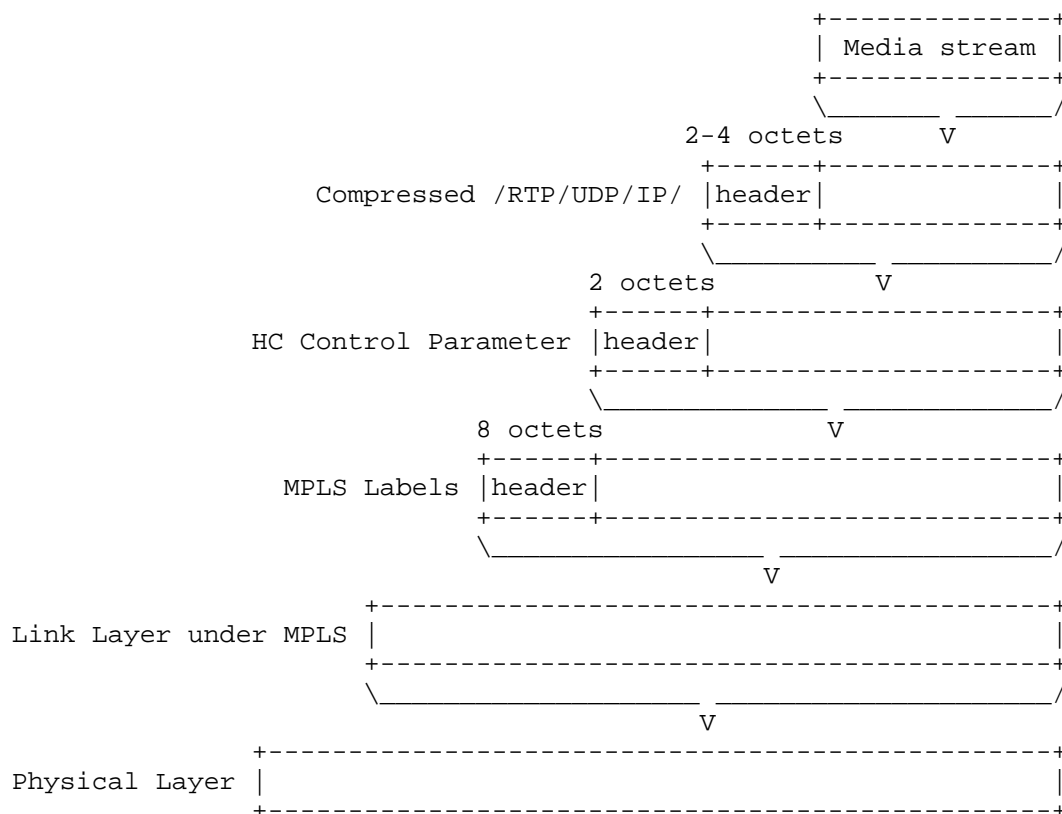 Media stream
2-4 octets V
Compressed /RTP/UDP/IP/ |header|
2 octets V
HC Control Parameter |header|
8 octets V
MPLS Labels |header|
V
Link Layer under MPLS
V
Physical Layer